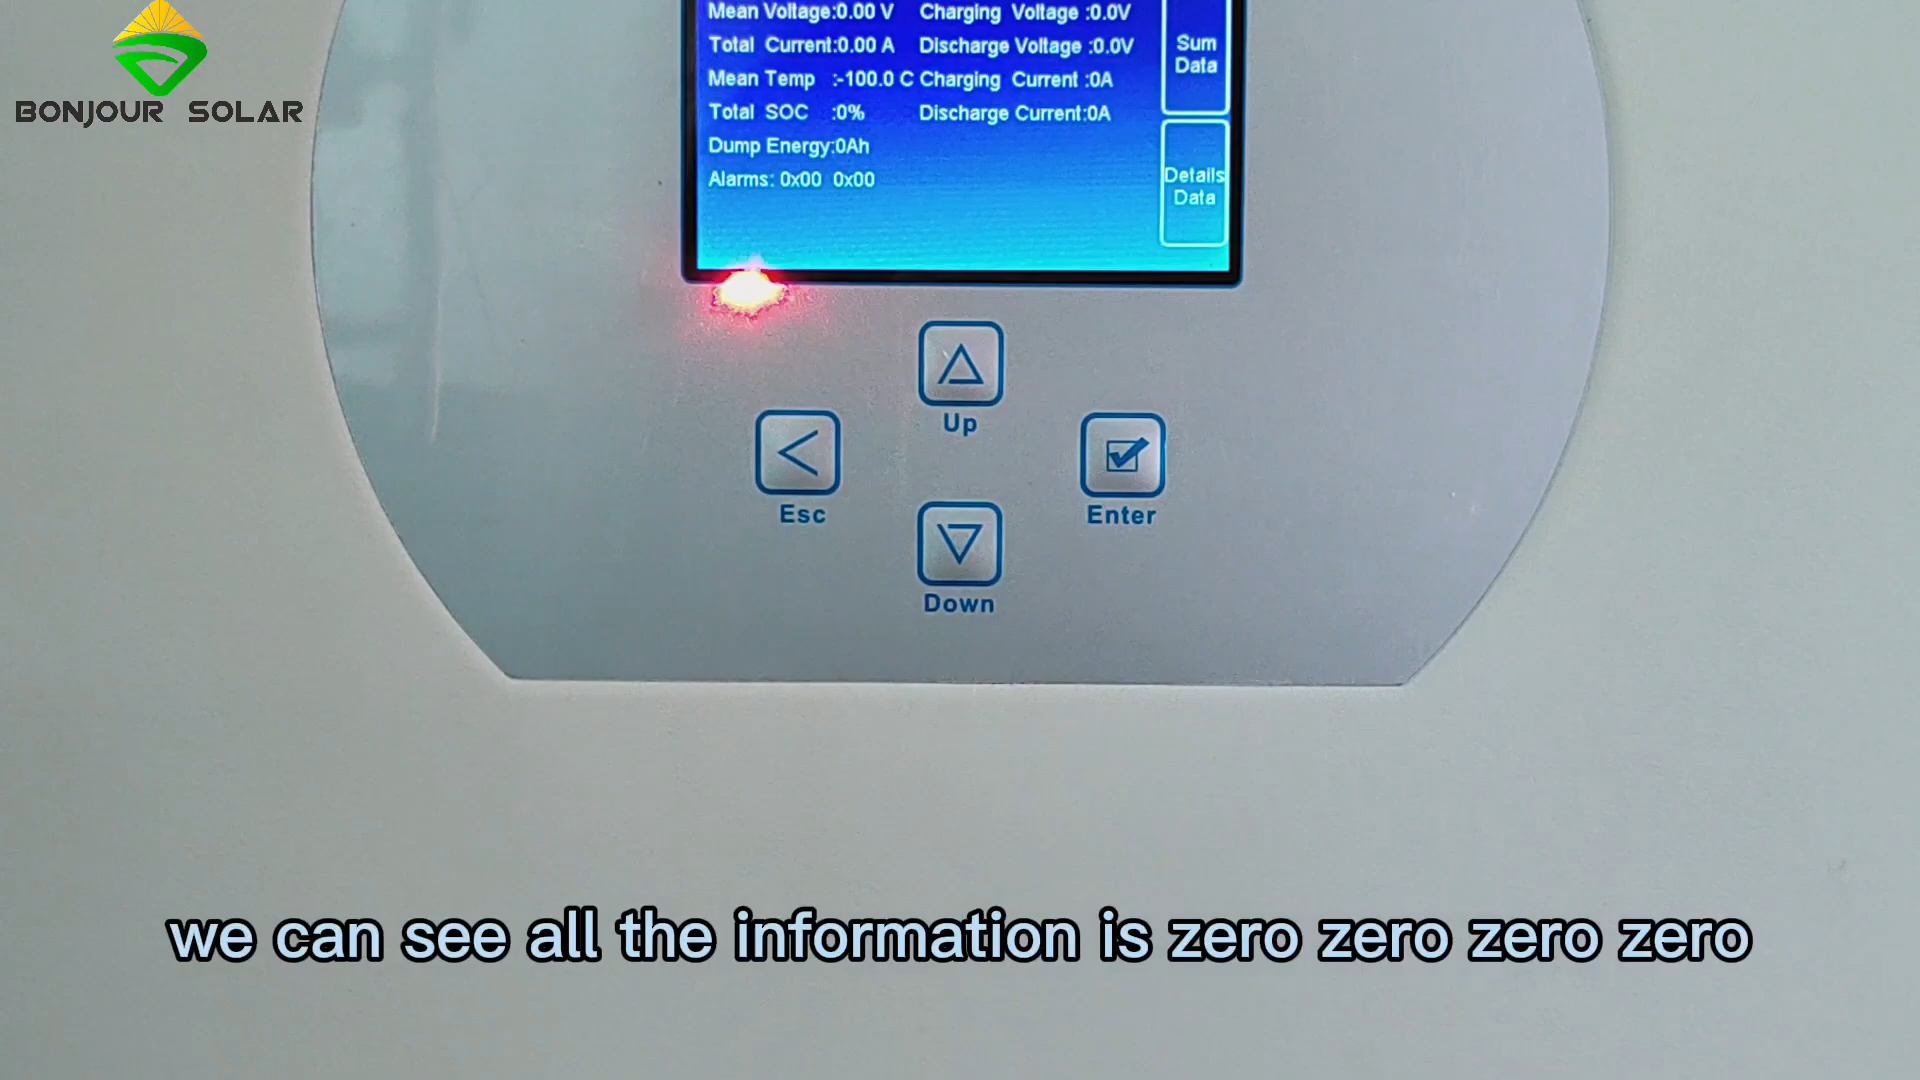 BONJOUR SOLAR
Mean Voltage:0.00 V Charging Voltage :0.0V
Total Current:0.00 A Discharge Voltage :0.0V
Mean Temp :-100.0 C Charging Current :0A
Total SOC :0% Discharge Current:0A
Dump Energy:0Ah
Alarms: 0x00 0x00
Sum
Data
Details
Data
Up
Esc
Enter
Down
we can see all the information is zero zero zero zero